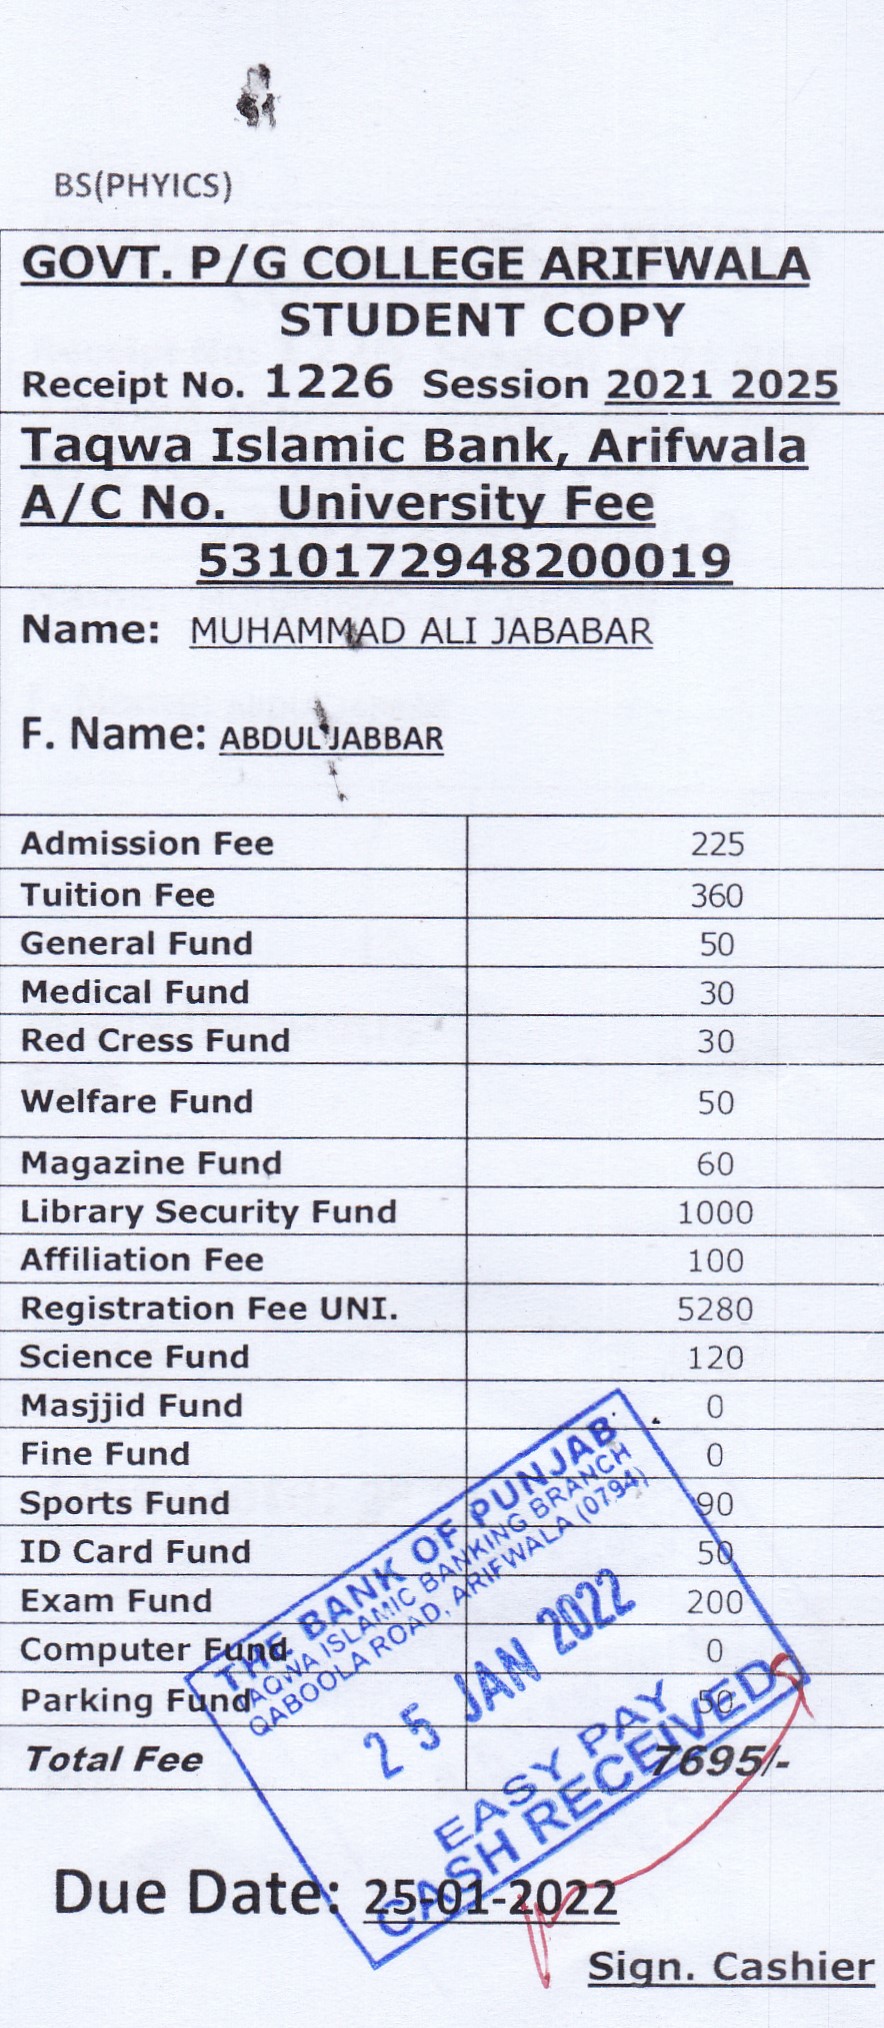 BS(PHYICS)
GOVT. P/G COLLEGE ARIFWALA
STUDENT COPY
Receipt No. 1226 Session 2021 2025
Taqwa Islamic Bank, Arifwala
A/C No. University Fee
5310172948200019
Name: MUHAMMAD ALI JABABAR
F. Name: ABDUL JABBAR
Admission Fee 225
Tuition Fee 360
General Fund 50
Medical Fund 30
Red Cress Fund 30
Welfare Fund 50
Magazine Fund 60
Library Security Fund 1000
Affiliation Fee 100
Registration Fee UNI. 5280
Science Fund 120
Masjjid Fund 0
Fine Fund 0
Sports Fund 90
ID Card Fund 50
Exam Fund 200
Computer Fund 0
Parking Fund 50
Total Fee 7695/-
THE BANK OF PUNJAB
TAQWA ISLAMIC BANKING BRANCH
QABOOLA ROAD, ARIFWALA (0794)
25 JAN 2022
EASY PAY
CASH RECEIVED
Due Date: 25-01-2022
Sign. Cashier